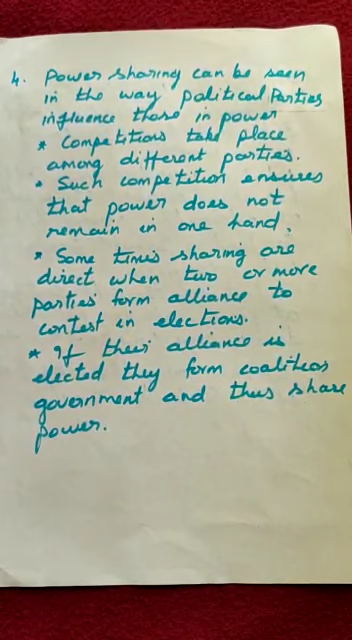 4. Power sharing can be seen
in the way political Parties
influence those in power
* Competitions take place
among different parties.
* Such competition ensures
that power does not
remain in one hand.
* Some times sharing are
direct when two or more
parties form alliance to
contest in elections.
* If their alliance is
elected they form coalition
government and thus share
power.